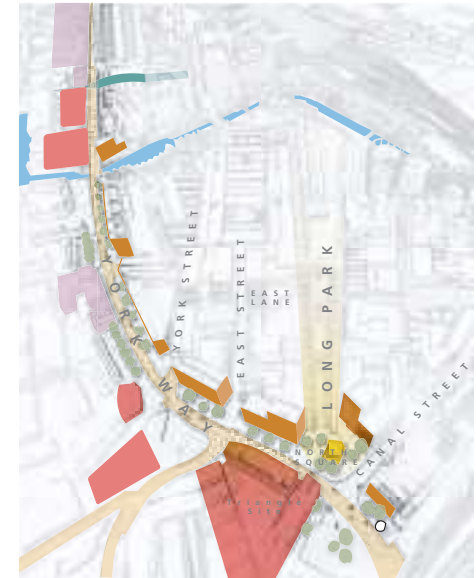 YORK WAY
YORK STREET
EAST STREET
EAST
LANE
LONG PARK
NORTH
SQUARE
CANAL STREET